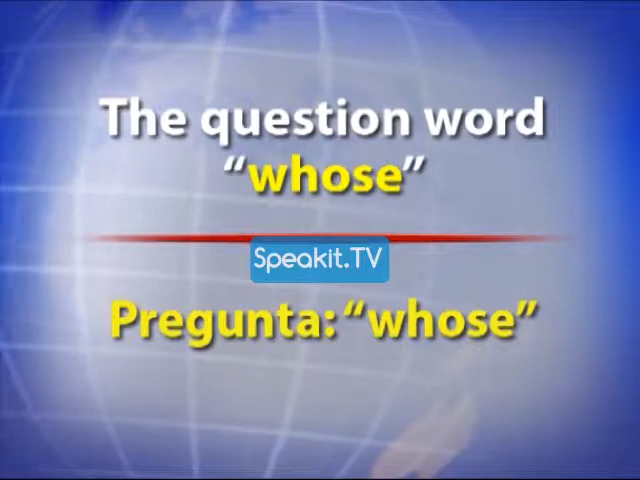 The question word
“whose”
Speakit.TV
Pregunta: “whose”